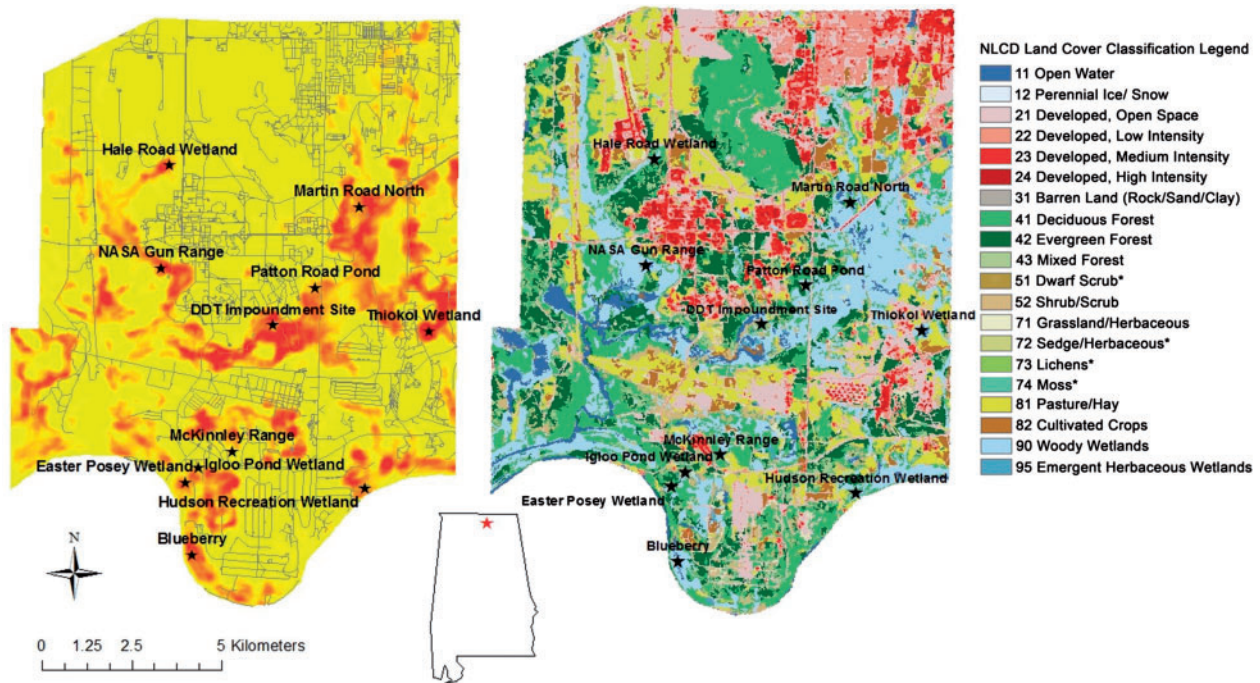 Hale Road Wetland
Martin Road North
NASA Gun Range
Patton Road Pond
DDT Impoundment Site
Thiokol Wetland
McKinnley Range
Easter Posey Wetland
Igloo Pond Wetland
Hudson Recreation Wetland
Blueberry
N
0 1.25 2.5 5 Kilometers
Hale Road Wetland
Martin Road North
NASA Gun Range
Patton Road Pond
DDT Impoundment Site
Thiokol Wetland
McKinnley Range
Igloo Pond Wetland
Hudson Recreation Wetland
Easter Posey Wetland
Blueberry
NLCD Land Cover Classification Legend
11 Open Water
12 Perennial Ice/ Snow
21 Developed, Open Space
22 Developed, Low Intensity
23 Developed, Medium Intensity
24 Developed, High Intensity
31 Barren Land (Rock/Sand/Clay)
41 Deciduous Forest
42 Evergreen Forest
43 Mixed Forest
51 Dwarf Scrub*
52 Shrub/Scrub
71 Grassland/Herbaceous
72 Sedge/Herbaceous*
73 Lichens*
74 Moss*
81 Pasture/Hay
82 Cultivated Crops
90 Woody Wetlands
95 Emergent Herbaceous Wetlands